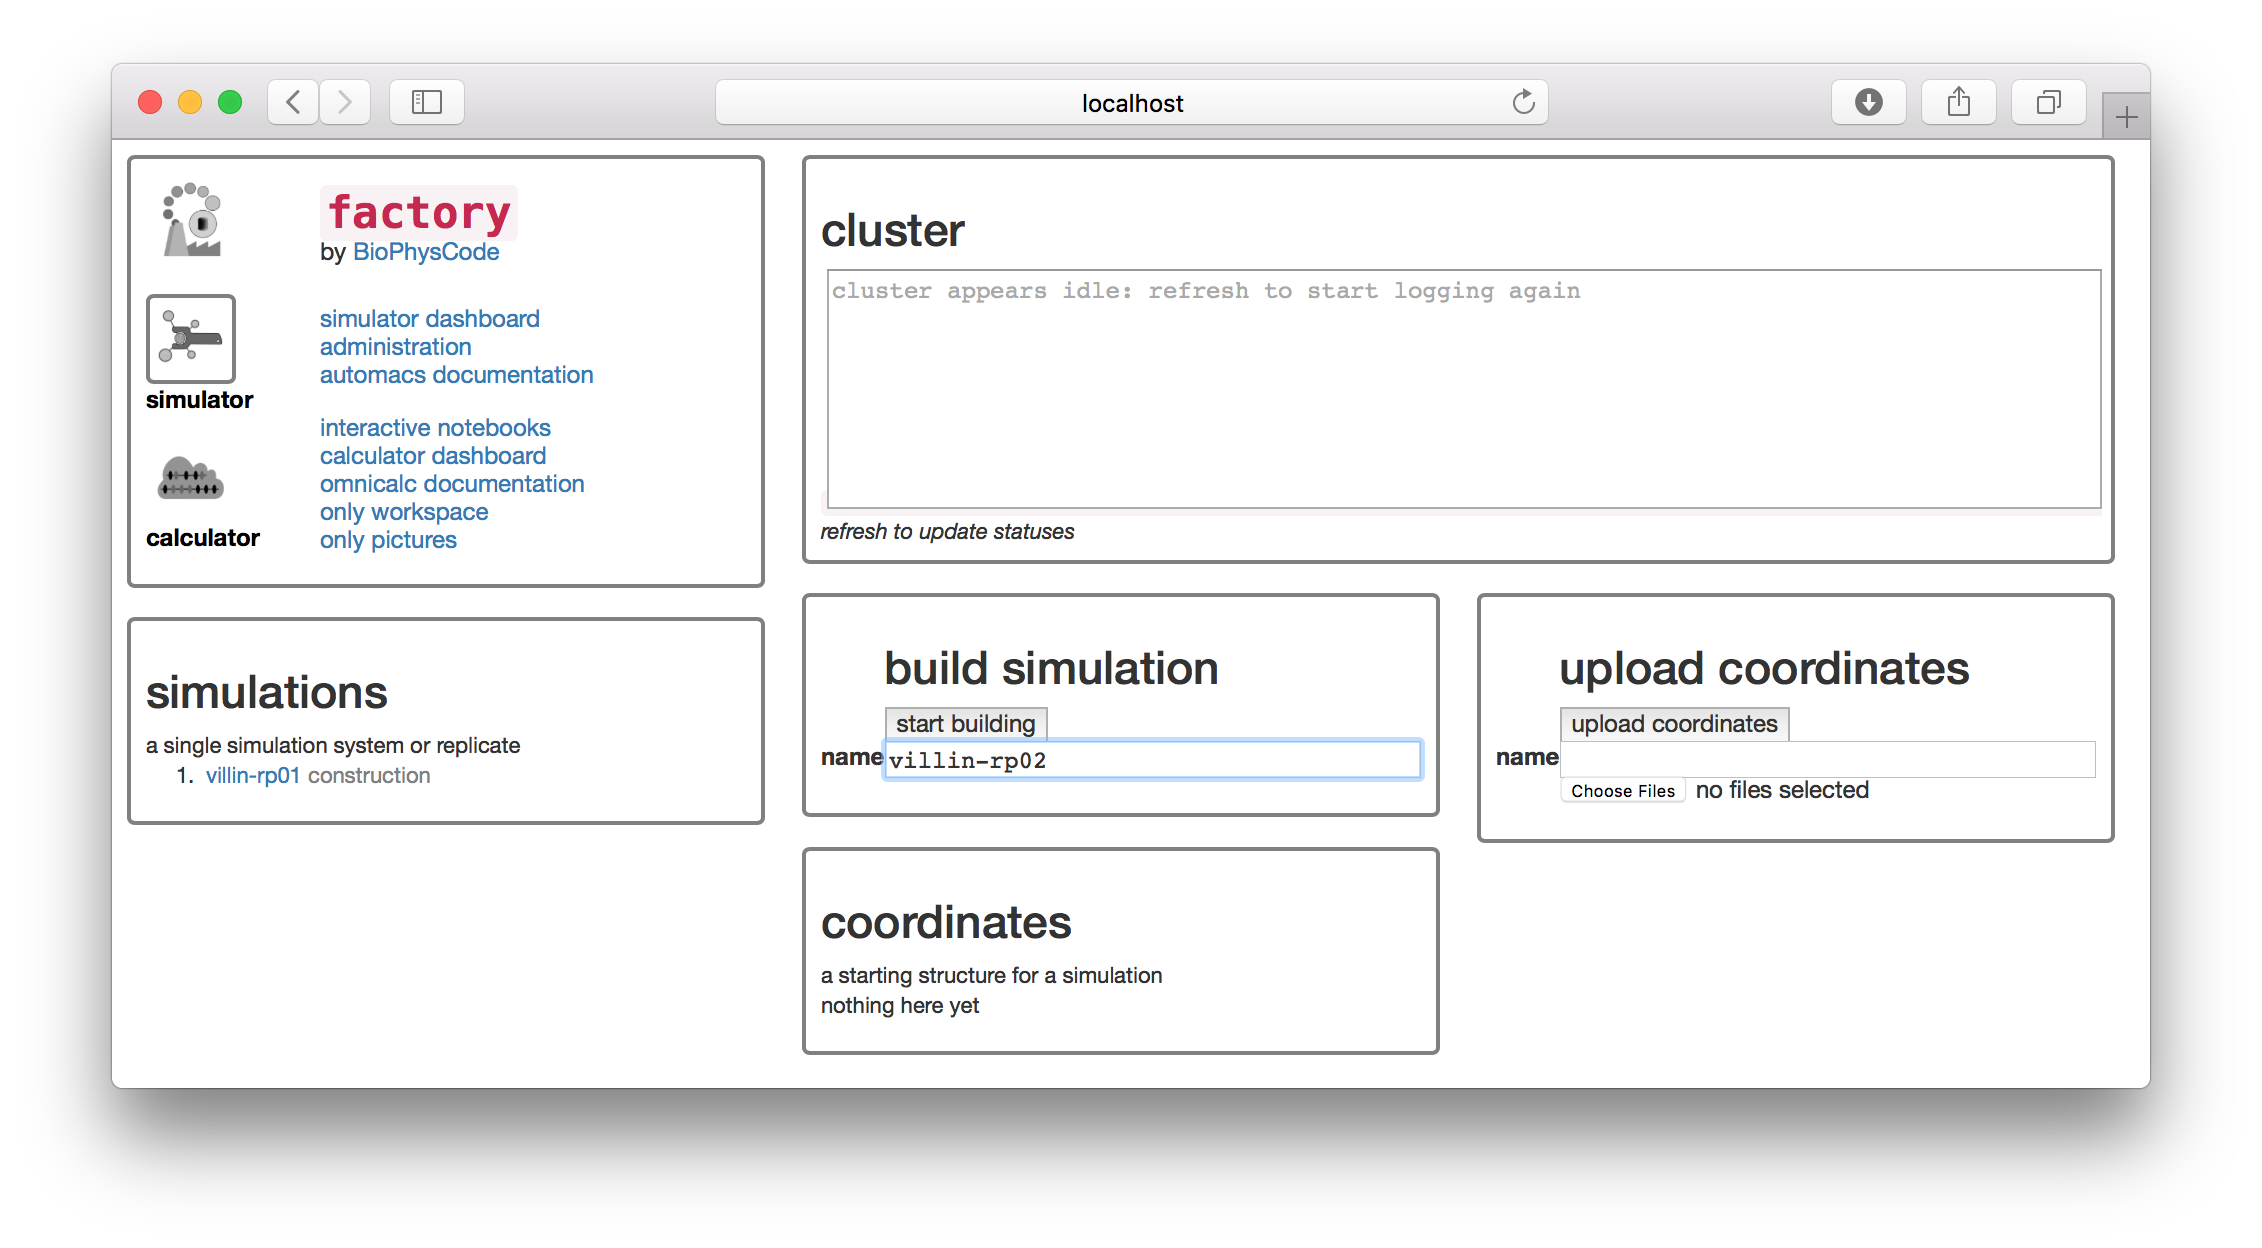 localhost
factory
by BioPhysCode
simulator dashboard
administration
automacs documentation
simulator
interactive notebooks
calculator dashboard
omnicalc documentation
only workspace
only pictures
calculator
simulations
a single simulation system or replicate
1. villin-rp01 construction
cluster
cluster appears idle: refresh to start logging again
refresh to update statuses
build simulation
start building
name villin-rp02
upload coordinates
upload coordinates
name
Choose Files no files selected
coordinates
a starting structure for a simulation
nothing here yet